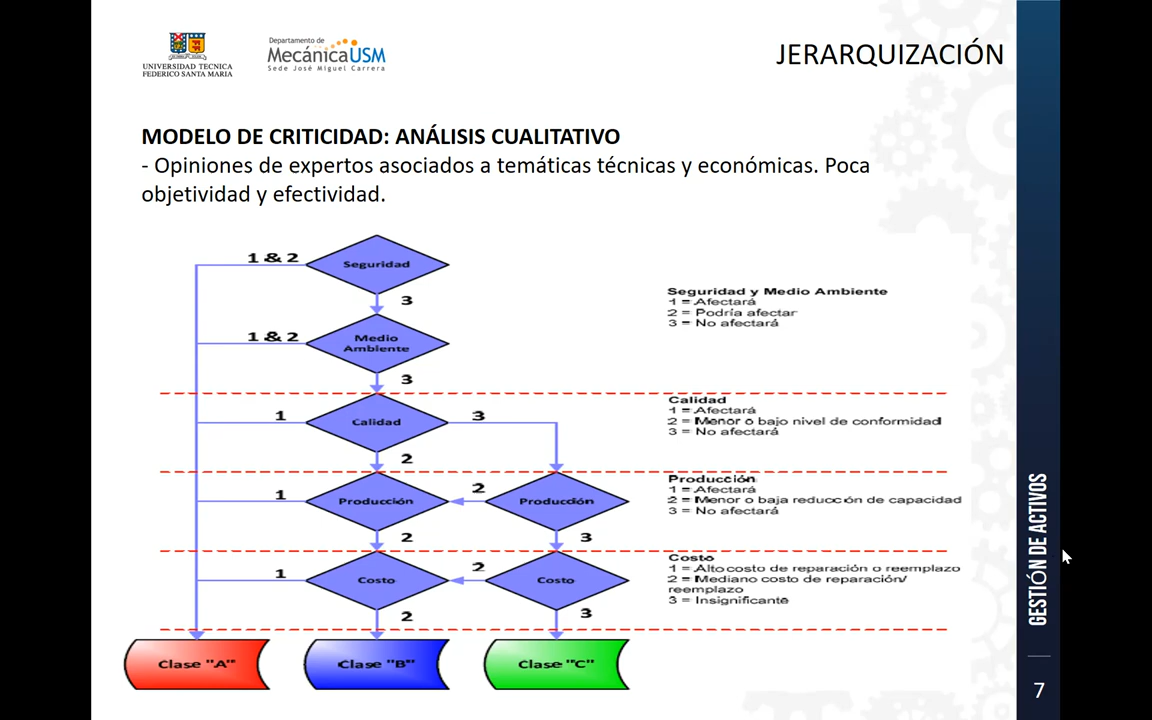 UNIVERSIDAD TECNICA
FEDERICO SANTA MARIA
Departamento de
MecánicaUSM
Sede José Miguel Carrera
JERARQUIZACIÓN
MODELO DE CRITICIDAD: ANÁLISIS CUALITATIVO
- Opiniones de expertos asociados a temáticas técnicas y económicas. Poca
objetividad y efectividad.
1 & 2
Seguridad
3
Seguridad y Medio Ambiente
1 = Afectará
2 = Podría afectar
3 = No afectará
1 & 2
Medio
Ambiente
3
1
Calidad
3
2
Calidad
1 = Afectará
2 = Menor o bajo nivel de conformidad
3 = No afectará
1
Producción
2
Producción
2
3
Producción
1 = Afectará
2 = Menor o baja reducción de capacidad
3 = No afectará
1
Costo
2
Costo
2
3
Costo
1 = Alto costo de reparación o reemplazo
2 = Mediano costo de reparación/
reemplazo
3 = Insignificante
Clase "A"
Clase "B"
Clase "C"
GESTIÓN DE ACTIVOS
7